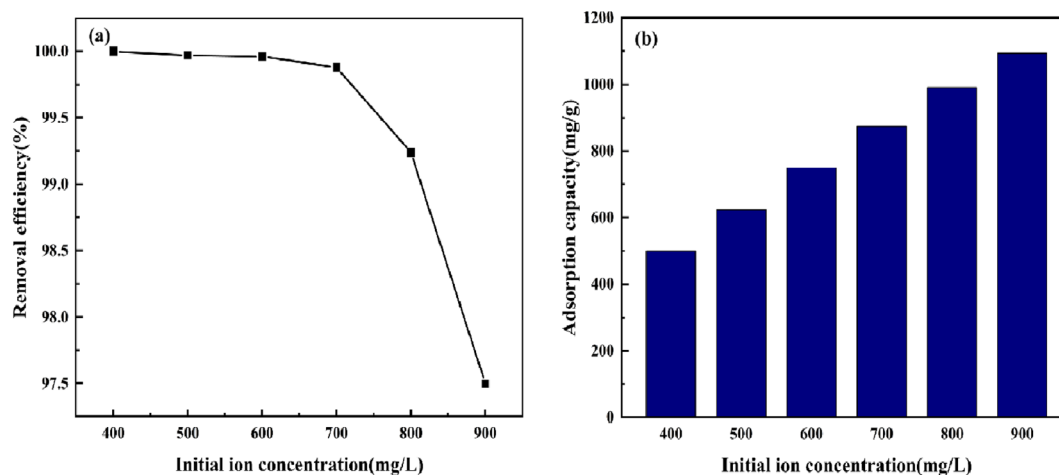 (a)
Removal efficiency(%)
100.0
99.5
99.0
98.5
98.0
97.5
400 500 600 700 800 900
Initial ion concentration(mg/L)
(b)
Adsorption capacity(mg/g)
1200
1000
800
600
400
200
0
400 500 600 700 800 900
Initial ion concentration(mg/L)